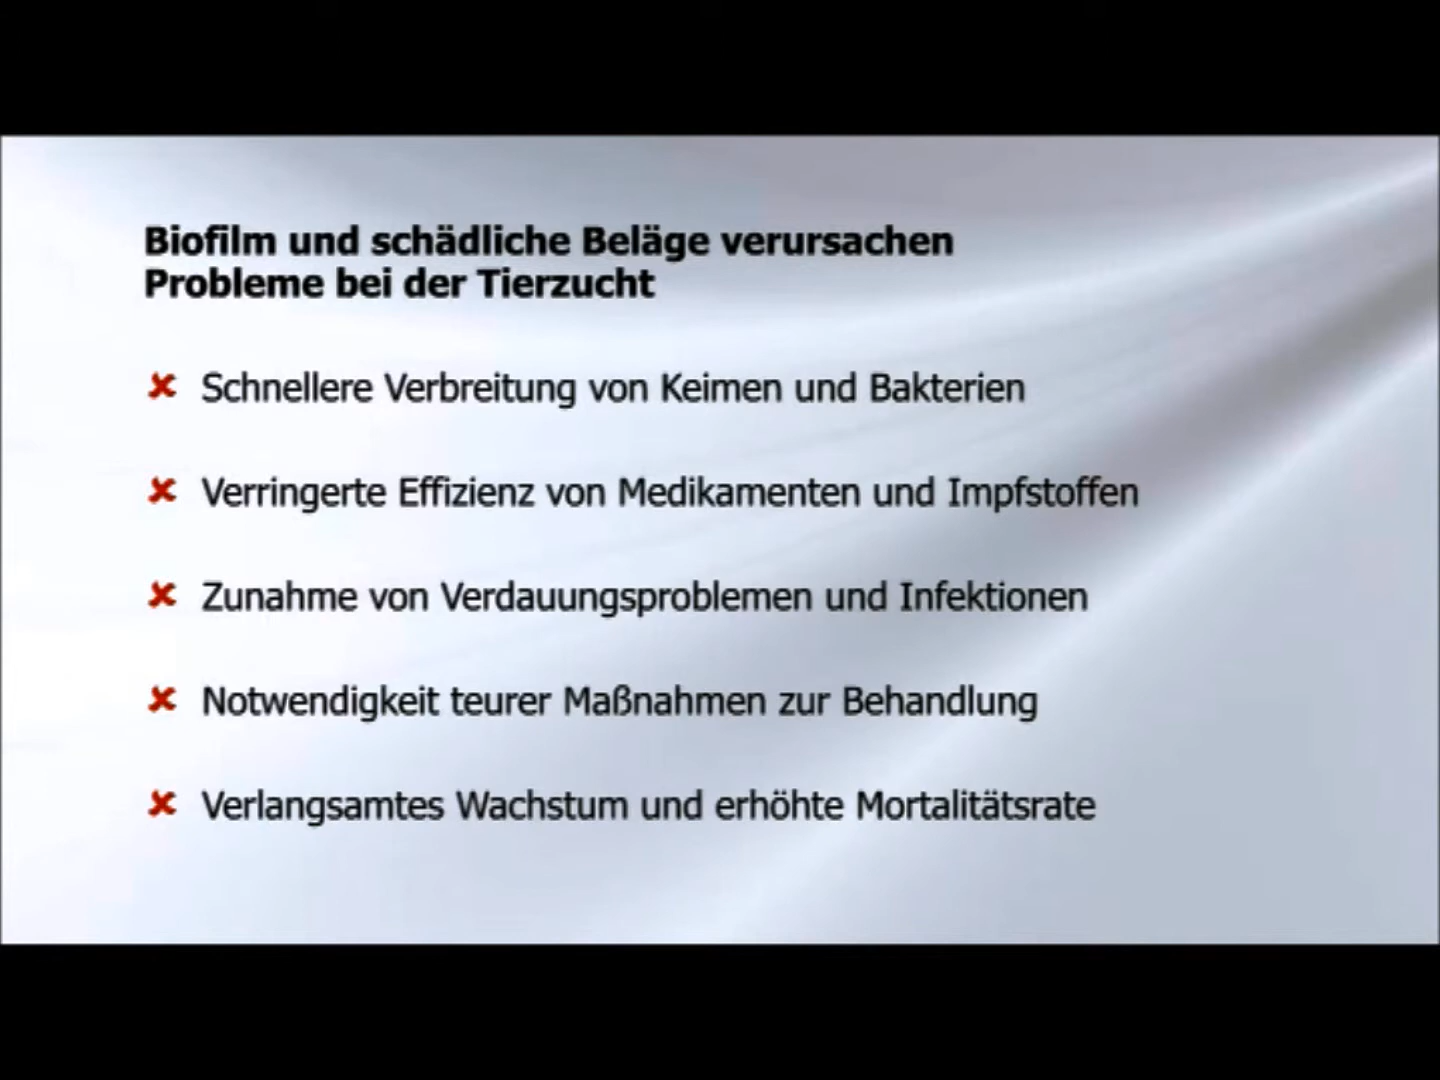 Biofilm und schädliche Beläge verursachen
Probleme bei der Tierzucht
Schnellere Verbreitung von Keimen und Bakterien
Verringerte Effizienz von Medikamenten und Impfstoffen
Zunahme von Verdauungsproblemen und Infektionen
Notwendigkeit teurer Maßnahmen zur Behandlung
Verlangsamtes Wachstum und erhöhte Mortalitätsrate